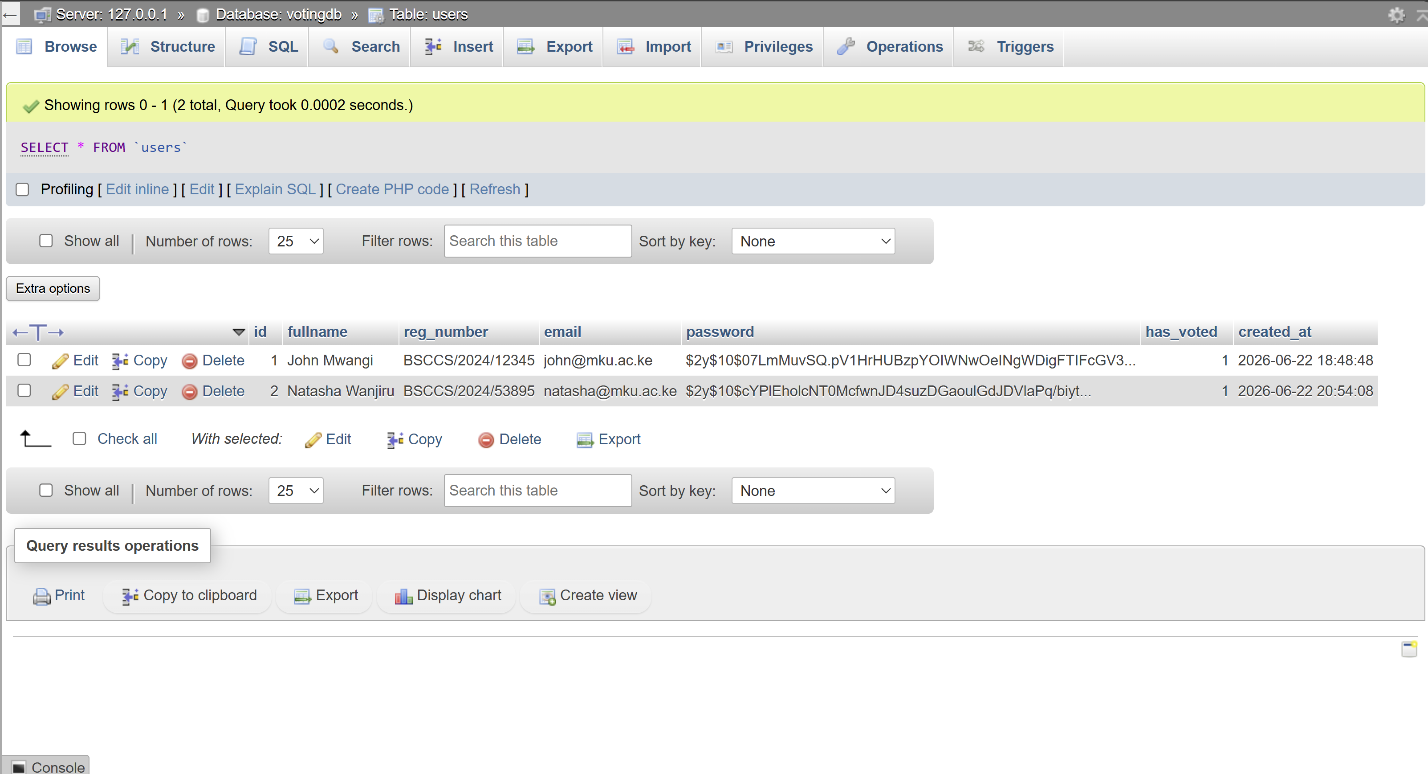 Server: 127.0.0.1 » Database: votingdb » Table: users
Browse Structure SQL Search Insert Export Import Privileges Operations Triggers
Showing rows 0 - 1 (2 total, Query took 0.0002 seconds.)
SELECT * FROM `users`
Profiling [ Edit inline ] [ Edit ] [ Explain SQL ] [ Create PHP code ] [ Refresh ]
Show all | Number of rows: 25 Filter rows: Search this table Sort by key: None
Extra options
←T→ id fullname reg_number email password has_voted created_at
Edit Copy Delete 1 John Mwangi BSCCS/2024/12345 john@mku.ac.ke $2y$10$07LmMuvSQ.pV1HrHUBzpYOIWNwOeINgWDigFTIFcGV3... 1 2026-06-22 18:48:48
Edit Copy Delete 2 Natasha Wanjiru BSCCS/2024/53895 natasha@mku.ac.ke $2y$10$cYPlEholcNT0McfwnJD4suzDGaoulGdJDVlaPq/biyt... 1 2026-06-22 20:54:08
Check all With selected: Edit Copy Delete Export
Show all | Number of rows: 25 Filter rows: Search this table Sort by key: None
Query results operations
Print Copy to clipboard Export Display chart Create view
Console